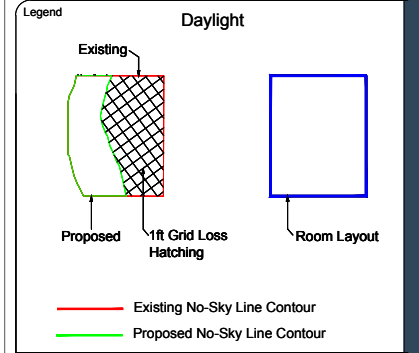 Legend
Daylight
Existing
Proposed
1ft Grid Loss
Hatching
Room Layout
Existing No-Sky Line Contour
Proposed No-Sky Line Contour